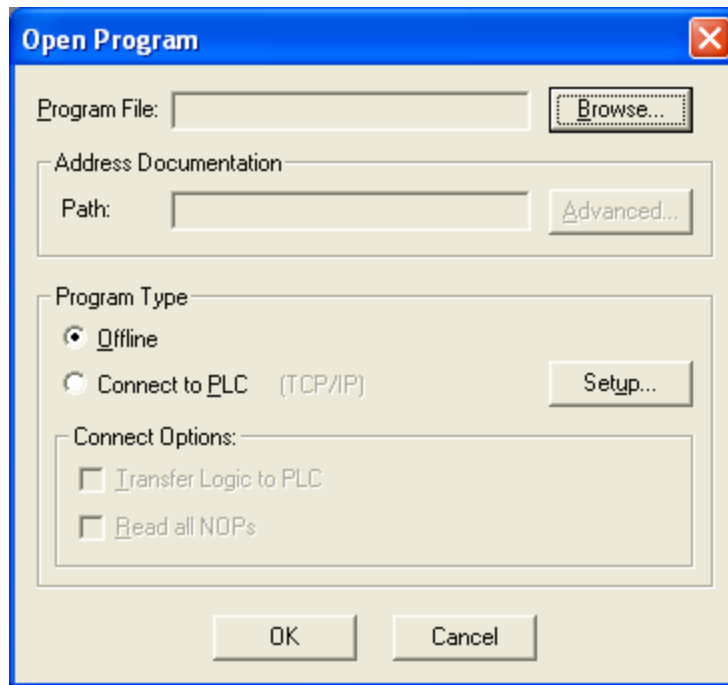 Open Program
Program File: Browse...
Address Documentation
Path: Advanced...
Program Type
Offline
Connect to PLC (TCP/IP) Setup...
Connect Options:
Transfer Logic to PLC
Read all NOPs
OK Cancel